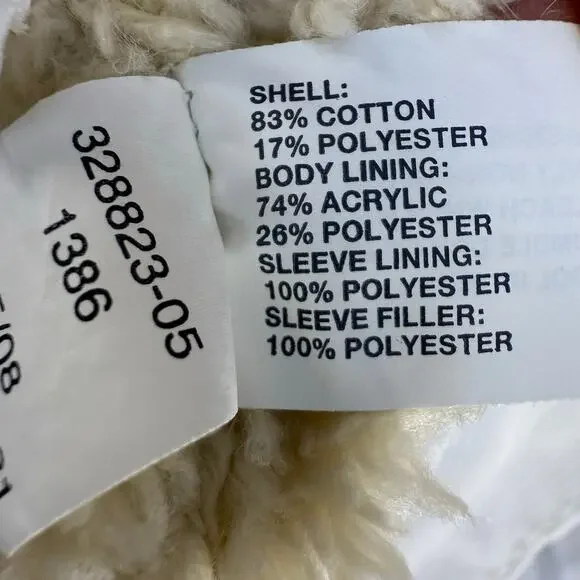 328823-05
1386
SHELL:
83% COTTON
17% POLYESTER
BODY LINING:
74% ACRYLIC
26% POLYESTER
SLEEVE LINING:
100% POLYESTER
SLEEVE FILLER:
100% POLYESTER